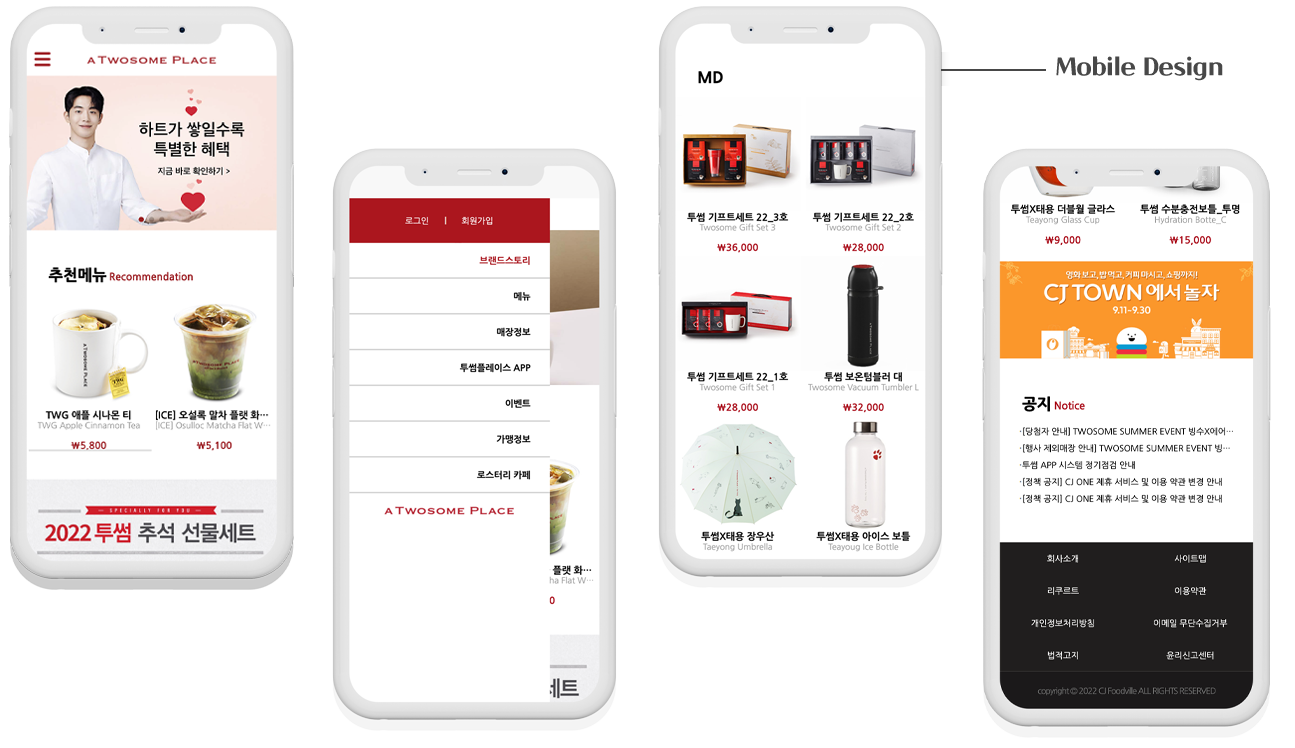 A TWOSOME PLACE
하트가 쌓일수록
특별한 혜택
지금 바로 확인하기 >
추천메뉴 Recommendation
A TWOSOME PLACE
TWG
A TWOSOME PLACE
TWG 애플 시나몬 티
TWG Apple Cinnamon Tea
₩5,800
[ICE] 오설록 말차 플랫 화···
[ICE] Osulloc Matcha Flat W···
₩5,100
SPECIALLY FOR YOU
2022 투썸 추석 선물세트
로그인 | 회원가입
브랜드스토리
메뉴
매장정보
투썸플레이스 APP
이벤트
가맹정보
로스터리 카페
A TWOSOME PLACE
플랫 화···
ha Flat W···
0
세트
MD
투썸 기프트세트 22_3호
Twosome Gift Set 3
₩36,000
투썸 기프트세트 22_2호
Twosome Gift Set 2
₩28,000
투썸 기프트세트 22_1호
Twosome Gift Set 1
₩28,000
투썸 보온텀블러 대
Twosome Vacuum Tumbler L
₩32,000
투썸X태용 장우산
Taeyong Umbrella
투썸X태용 아이스 보틀
Teayoug Ice Bottle
Mobile Design
투썸X태용 더블월 글라스
Teayong Glass Cup
₩9,000
투썸 수분충전보틀_투명
Hydration Botte_C
₩15,000
영화 보고, 밥 먹고, 커피 마시고, 쇼핑까지!
CJ TOWN 에서 놀자
9.11~9.30
공지 Notice
·[당첨자 안내] TWOSOME SUMMER EVENT 빙수X에어···
·[행사 제외매장 안내] TWOSOME SUMMER EVENT 빙···
·투썸 APP 시스템 정기점검 안내
·[정책 공지] CJ ONE 제휴 서비스 및 이용 약관 변경 안내
·[정책 공지] CJ ONE 제휴 서비스 및 이용 약관 변경 안내
회사소개
사이트맵
리쿠르트
이용약관
개인정보처리방침
이메일 무단수집거부
법적고지
윤리신고센터
copyright © 2022 CJ Foodville ALL RIGHTS RESERVED